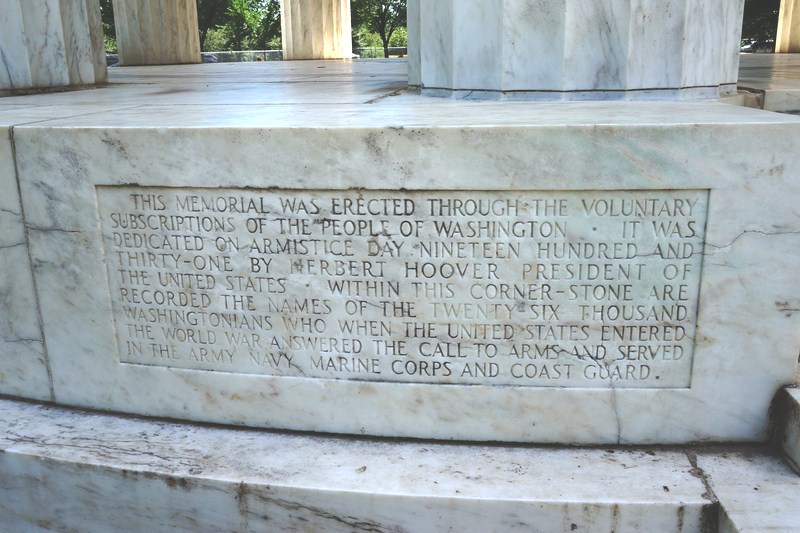 THIS MEMORIAL WAS ERECTED THROUGH THE VOLUNTARY
SUBSCRIPTIONS OF THE PEOPLE OF WASHINGTON · IT WAS
DEDICATED ON ARMISTICE DAY NINETEEN HUNDRED AND
THIRTY-ONE BY HERBERT HOOVER PRESIDENT OF
THE UNITED STATES · WITHIN THIS CORNER-STONE ARE
RECORDED THE NAMES OF THE TWENTY SIX THOUSAND
WASHINGTONIANS WHO WHEN THE UNITED STATES ENTERED
THE WORLD WAR ANSWERED THE CALL TO ARMS AND SERVED
IN THE ARMY NAVY MARINE CORPS AND COAST GUARD.